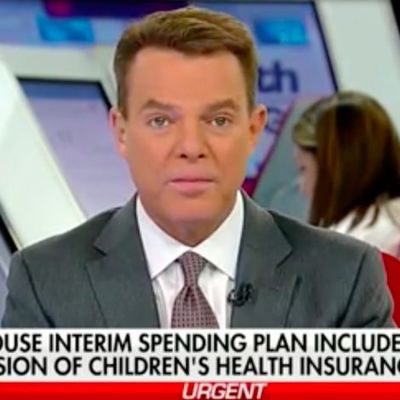 OUSE INTERIM SPENDING PLAN INCLUDE
SION OF CHILDREN'S HEALTH INSURANC
URGENT